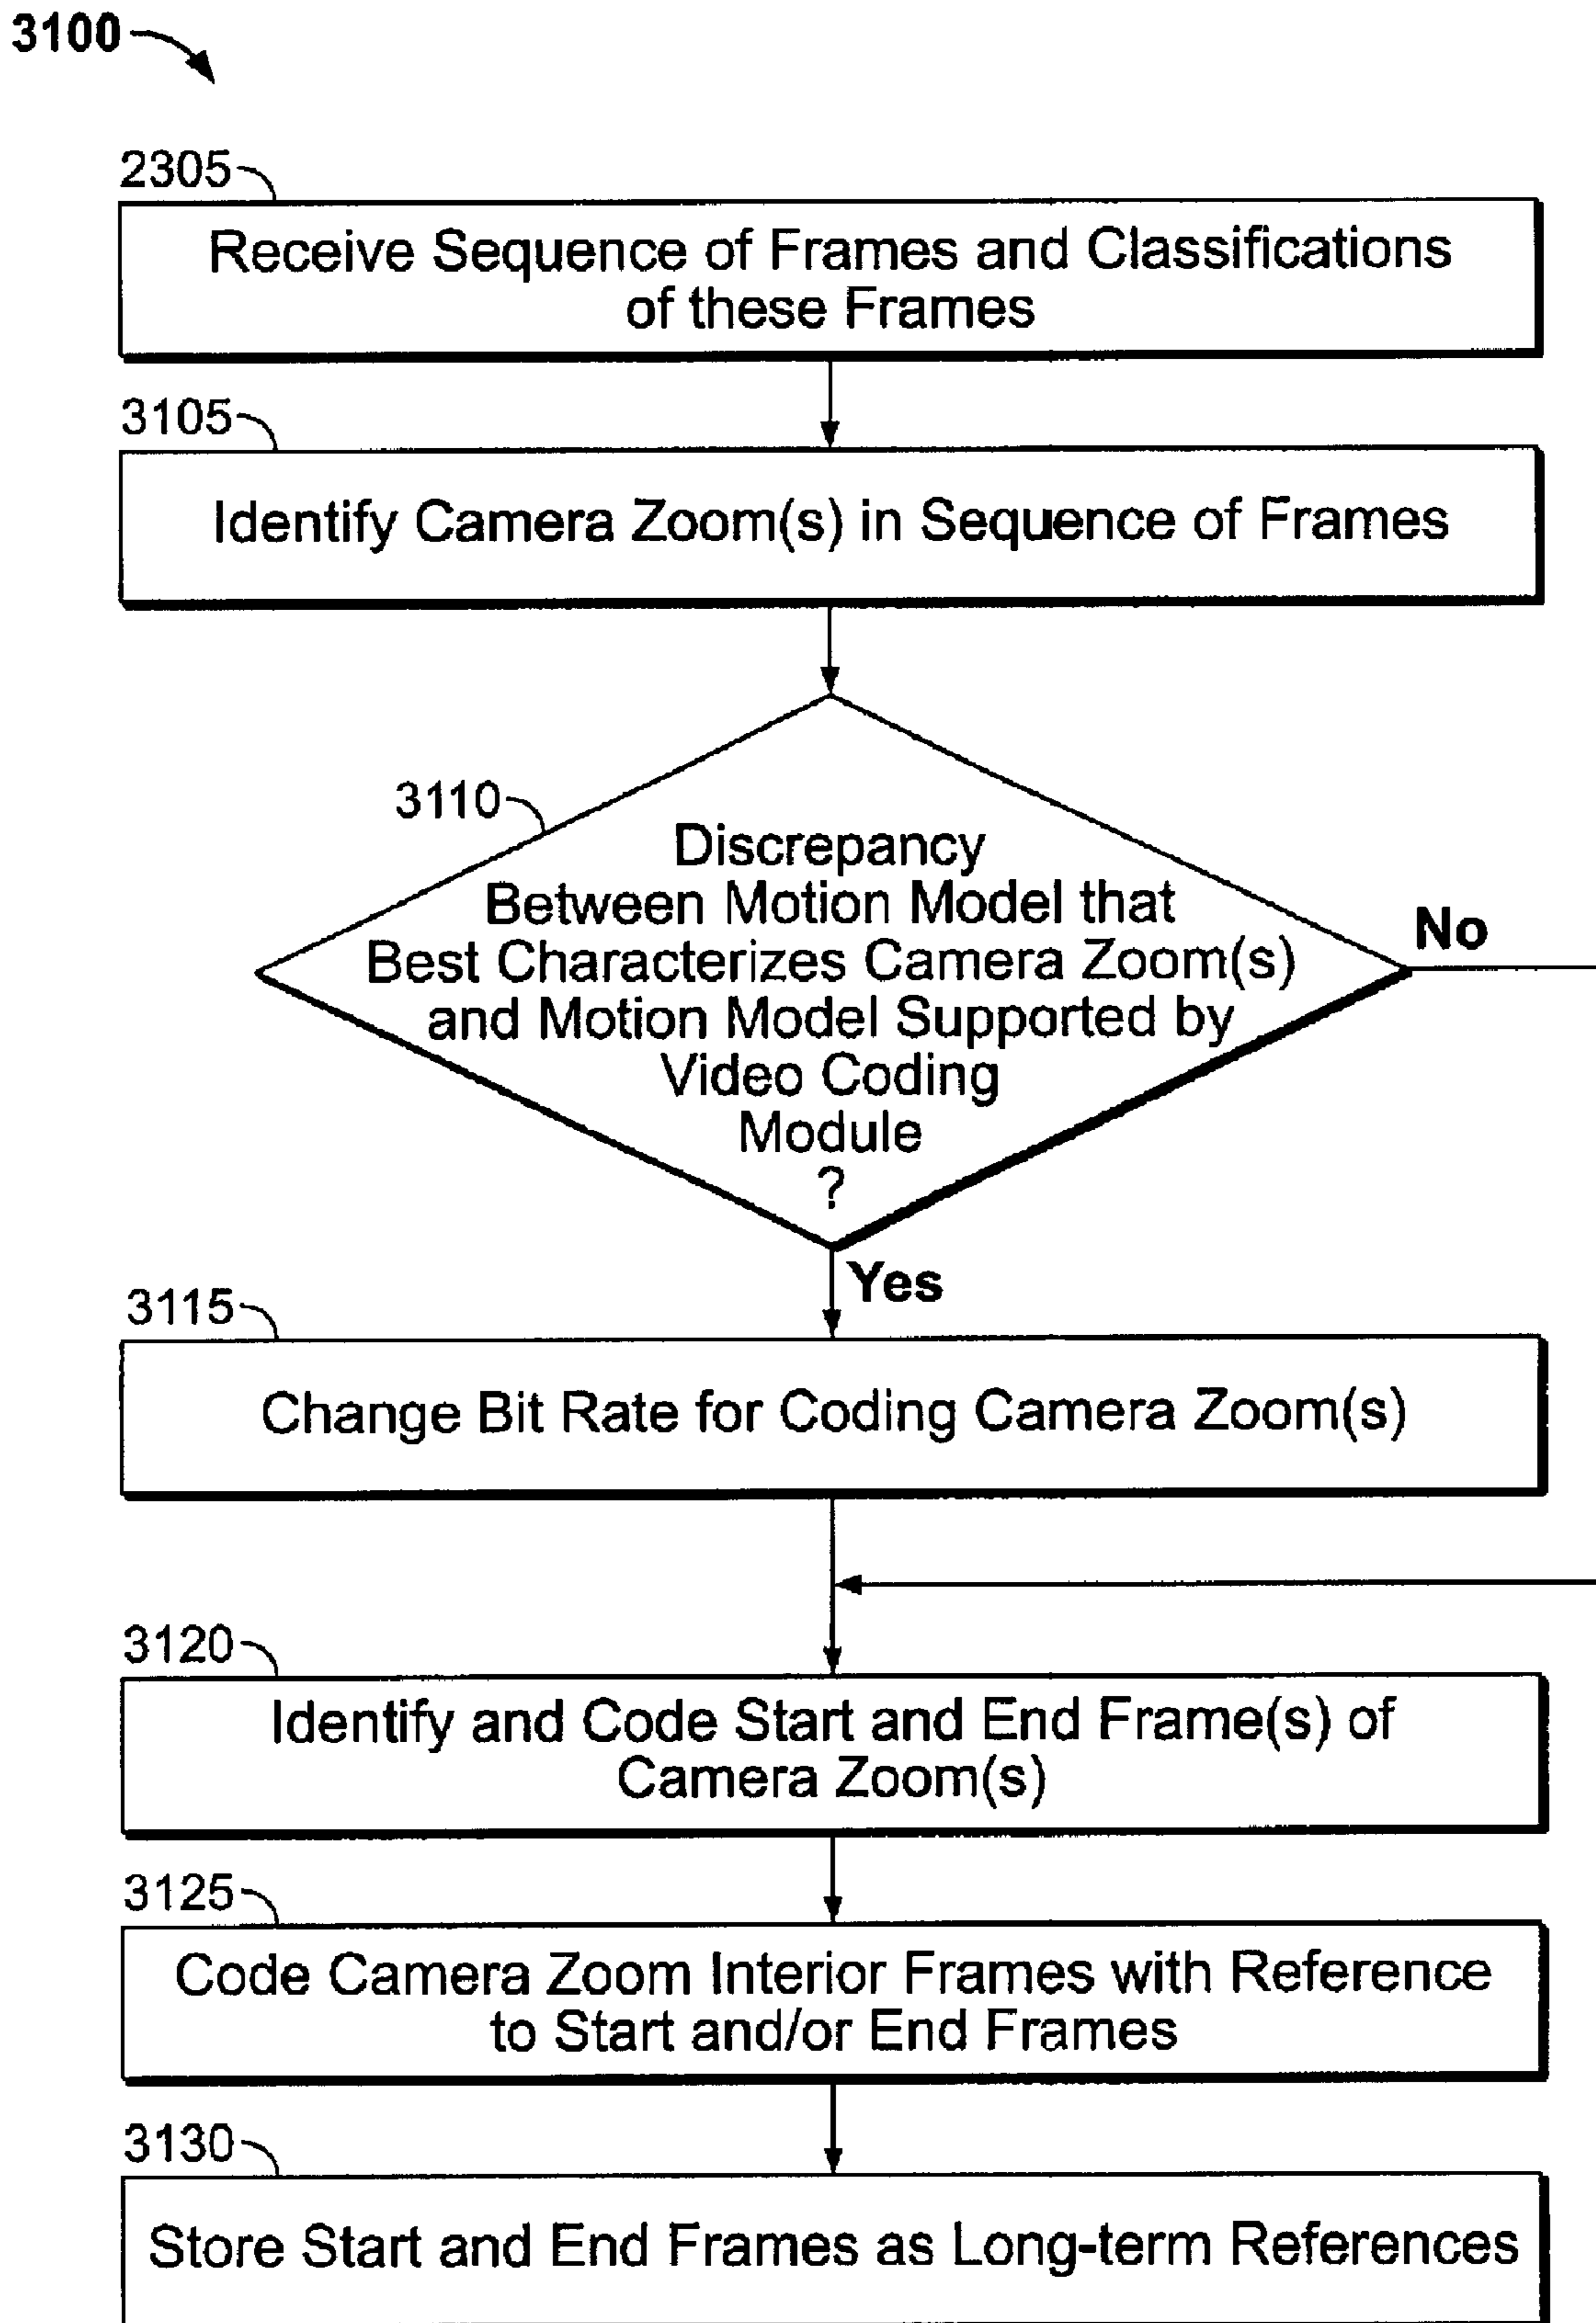 3100
2305
Receive Sequence of Frames and Classifications
of these Frames
3105
Identify Camera Zoom(s) in Sequence of Frames
3110
Discrepancy
Between Motion Model that
Best Characterizes Camera Zoom(s)
and Motion Model Supported by
Video Coding
Module
?
No
Yes
3115
Change Bit Rate for Coding Camera Zoom(s)
3120
Identify and Code Start and End Frame(s) of
Camera Zoom(s)
3125
Code Camera Zoom Interior Frames with Reference
to Start and/or End Frames
3130
Store Start and End Frames as Long-term References